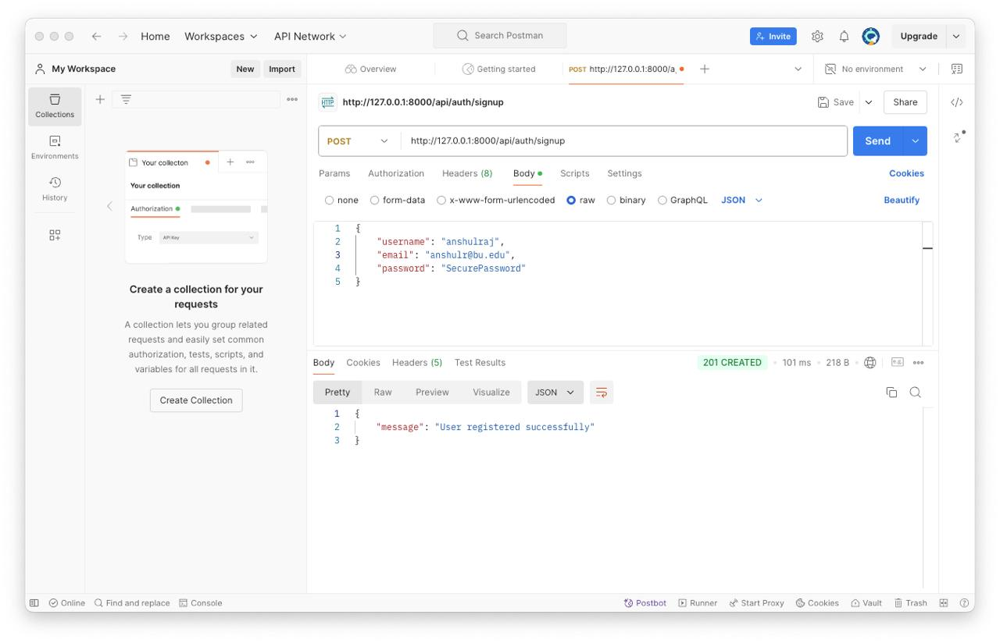 Home Workspaces API Network Search Postman Invite Upgrade
My Workspace New Import Overview Getting started POST http://127.0.0.1:8000/a No environment
Collections
Environments
History
Your collecton
Your collection
Authorization
Type API Key
Create a collection for your
requests
A collection lets you group related
requests and easily set common
authorization, tests, scripts, and
variables for all requests in it.
Create Collection
HTTP http://127.0.0.1:8000/api/auth/signup Save Share
POST http://127.0.0.1:8000/api/auth/signup Send
Params Authorization Headers (8) Body Scripts Settings Cookies
none form-data x-www-form-urlencoded raw binary GraphQL JSON Beautify
1 {
2 "username": "anshulraj",
3 "email": "anshulr@bu.edu",
4 "password": "SecurePassword"
5 }
Body Cookies Headers (5) Test Results 201 CREATED 101 ms 218 B
Pretty Raw Preview Visualize JSON
1 {
2 "message": "User registered successfully"
3 }
Online Find and replace Console Postbot Runner Start Proxy Cookies Vault Trash